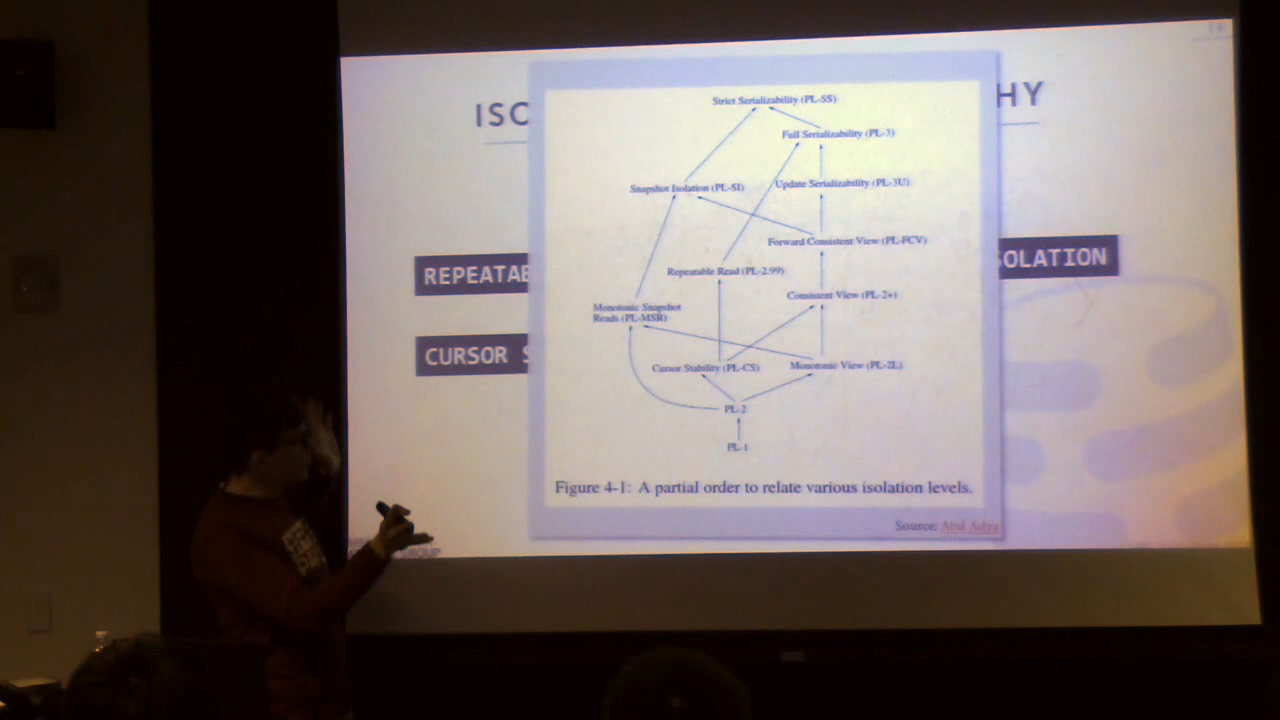 ISO
HY
REPEATA
OLATION
CURSOR S
Strict Serializability (PL-SS)
Full Serializability (PL-3)
Snapshot Isolation (PL-SI)
Update Serializability (PL-3U)
Forward Consistent View (PL-FCV)
Repeatable Read (PL-2.99)
Consistent View (PL-2+)
Monotonic Snapshot
Reads (PL-MSR)
Cursor Stability (PL-CS)
Monotonic View (PL-2L)
PL-2
PL-1
Figure 4-1: A partial order to relate various isolation levels.
Source: Atul Adya